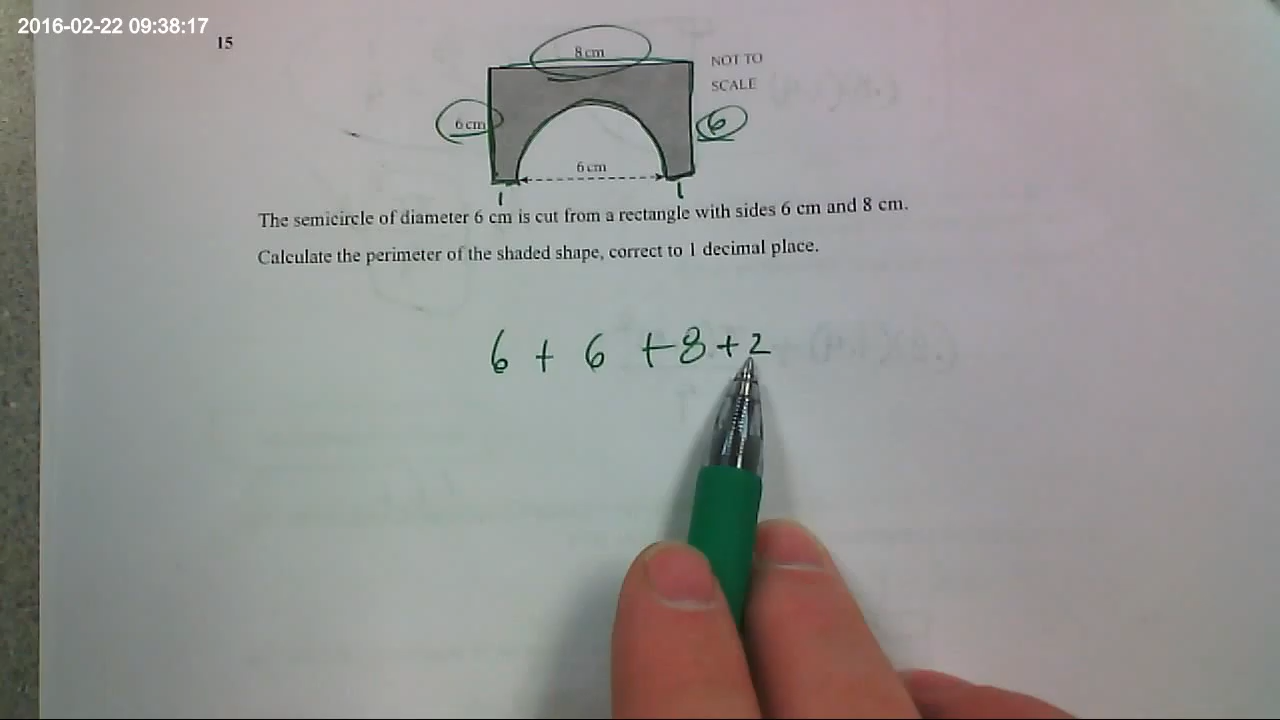 2016-02-22 09:38:17
15
8 cm
NOT TO
SCALE
6 cm
6
6 cm
1 1
The semicircle of diameter 6 cm is cut from a rectangle with sides 6 cm and 8 cm.
Calculate the perimeter of the shaded shape, correct to 1 decimal place.
6 + 6 + 8 + 2